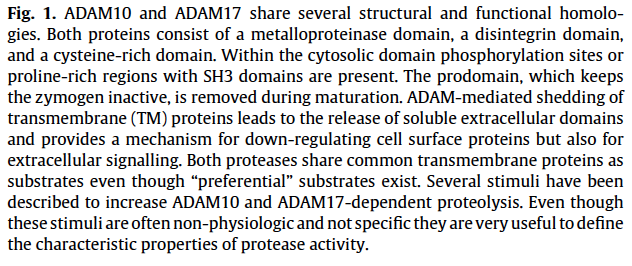 Fig. 1. ADAM10 and ADAM17 share several structural and functional homolo-
gies. Both proteins consist of a metalloproteinase domain, a disintegrin domain,
and a cysteine-rich domain. Within the cytosolic domain phosphorylation sites or
proline-rich regions with SH3 domains are present. The prodomain, which keeps
the zymogen inactive, is removed during maturation. ADAM-mediated shedding of
transmembrane (TM) proteins leads to the release of soluble extracellular domains
and provides a mechanism for down-regulating cell surface proteins but also for
extracellular signalling. Both proteases share common transmembrane proteins as
substrates even though “preferential” substrates exist. Several stimuli have been
described to increase ADAM10 and ADAM17-dependent proteolysis. Even though
these stimuli are often non-physiologic and not specific they are very useful to define
the characteristic properties of protease activity.